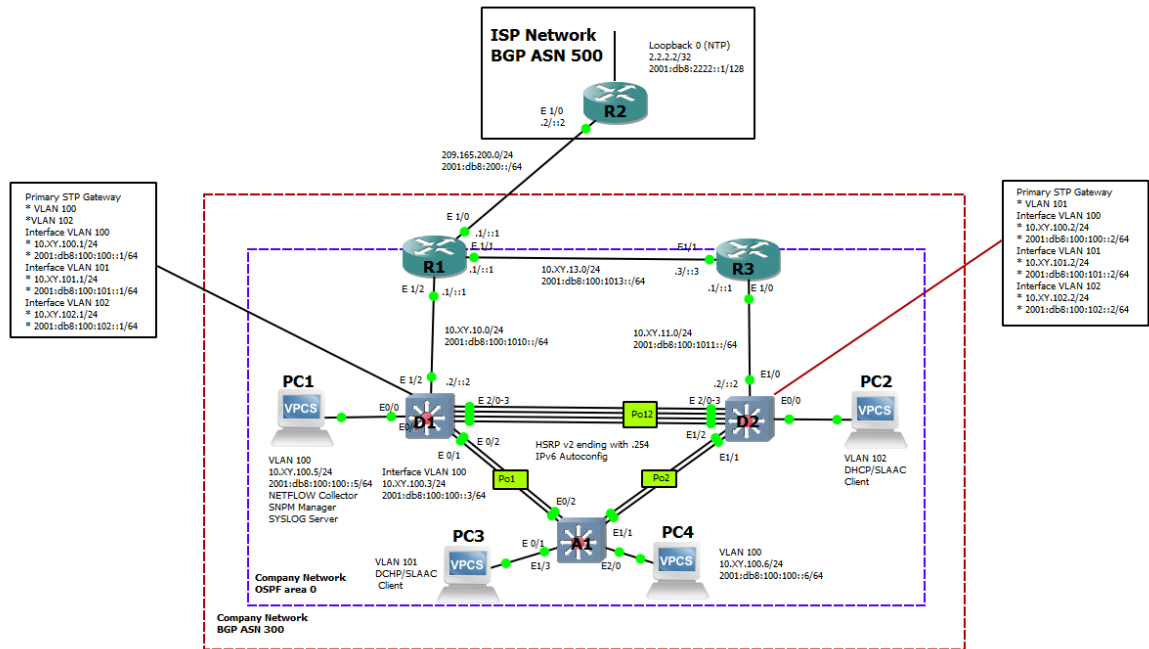 ISP Network
BGP ASN 500
Loopback 0 (NTP)
2.2.2.2/32
2001:db8:2222::1/128
R2
E 1/0
.2/::2
209.165.200.0/24
2001:db8:200::/64
Primary STP Gateway
* VLAN 100
*VLAN 102
Interface VLAN 100
* 10.XY.100.1/24
* 2001:db8:100:100::1/64
Interface VLAN 101
* 10.XY.101.1/24
* 2001:db8:100:101::1/64
Interface VLAN 102
* 10.XY.102.1/24
* 2001:db8:100:102::1/64
Primary STP Gateway
* VLAN 101
Interface VLAN 100
* 10.XY.100.2/24
* 2001:db8:100:100::2/64
Interface VLAN 101
* 10.XY.101.2/24
* 2001:db8:100:101::2/64
Interface VLAN 102
* 10.XY.102.2/24
* 2001:db8:100:102::2/64
E 1/0
.1/::1
R1
E 1/1
.1/::1
10.XY.13.0/24
2001:db8:100:1013::/64
E1/1
.3/::3
R3
E 1/2
.1/::1
.1/::1
E 1/0
10.XY.10.0/24
2001:db8:100:1010::/64
10.XY.11.0/24
2001:db8:100:1011::/64
E 1/2
.2/::2
E1/0
.2/::2
PC1
VPCS
E0/0
E0/
D1
E 2/0-3
Po12
E 2/0-3
D2
E0/0
PC2
VPCS
E 0/2
E 0/1
HSRP v2 ending with .254
IPv6 Autoconfig
E1/2
E1/1
VLAN 100
10.XY.100.5/24
2001:db8:100:100::5/64
NETFLOW Collector
SNPM Manager
SYSLOG Server
Interface VLAN 100
10.XY.100.3/24
2001:db8:100:100::3/64
Po1
Po2
VLAN 102
DHCP/SLAAC
Client
E0/2
E1/1
A1
E 0/1
E1/3
E2/0
PC3
VPCS
VLAN 101
DCHP/SLAAC
Client
PC4
VPCS
VLAN 100
10.XY.100.6/24
2001:db8:100:100::6/64
Company Network
OSPF area 0
Company Network
BGP ASN 300